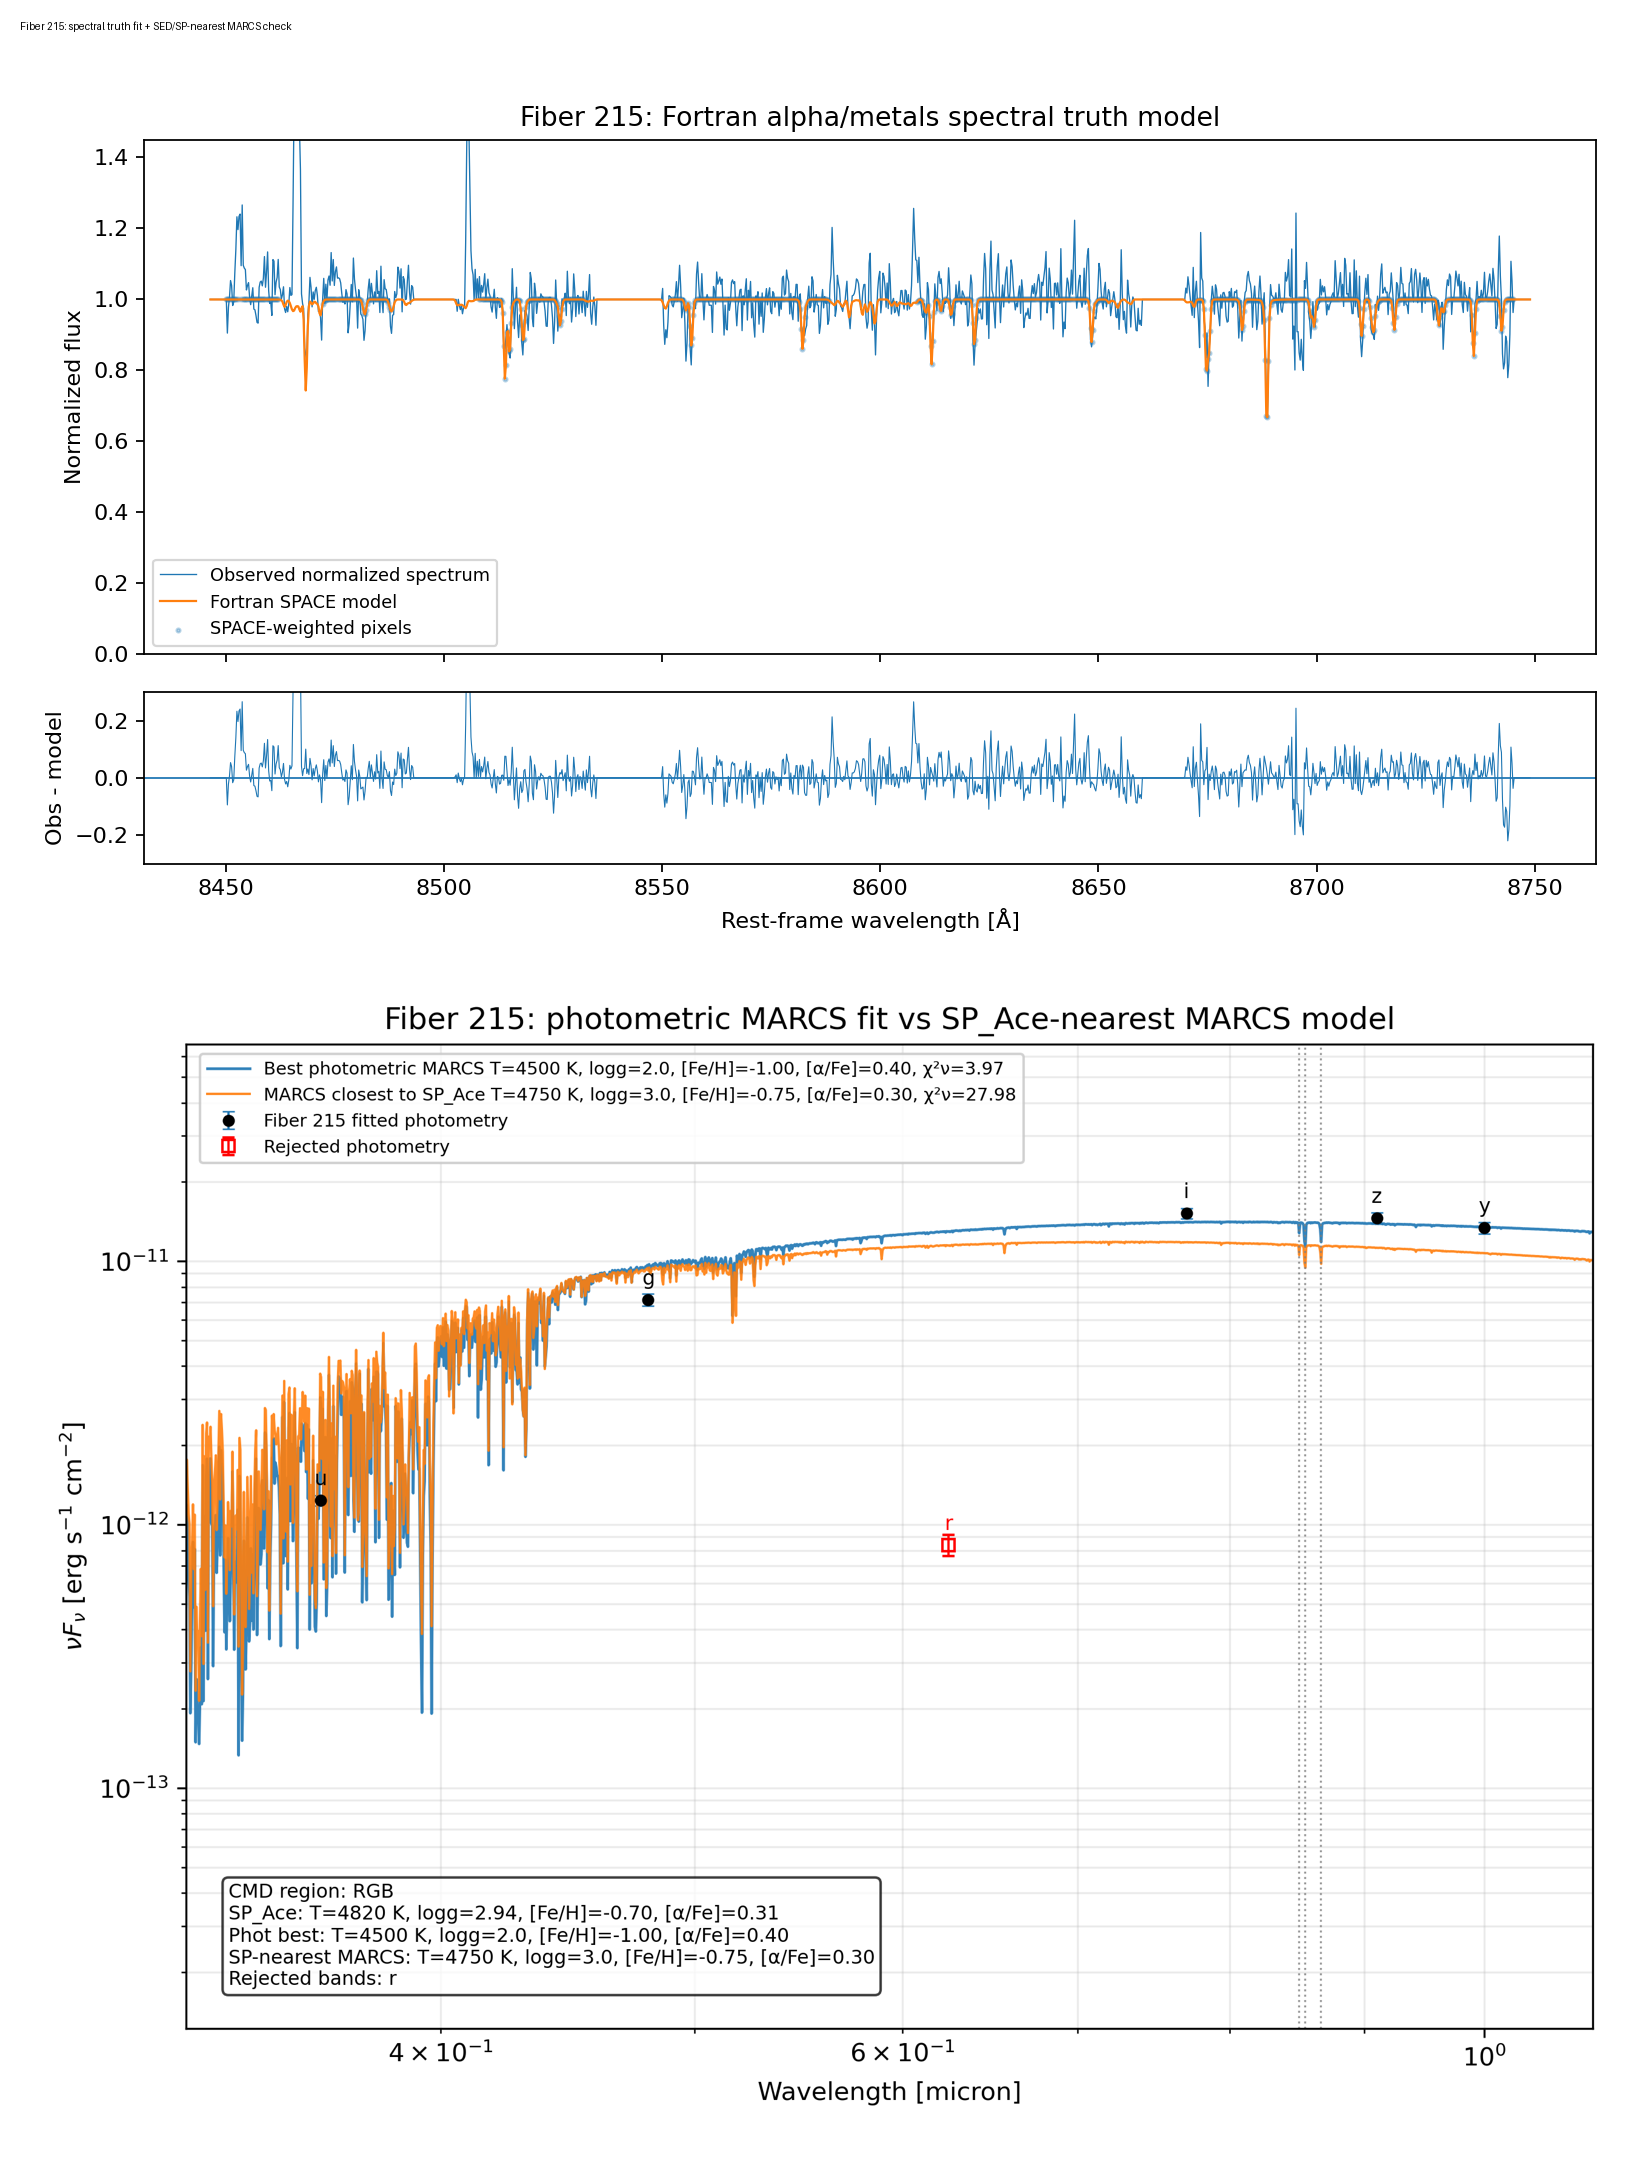 Fiber 215: spectral truth fit + SED/SP-nearest MARCS check
Fiber 215: Fortran alpha/metals spectral truth model
Normalized flux
1.4
1.2
1.0
0.8
0.6
0.4
0.2
0.0
Observed normalized spectrum
Fortran SPACE model
SPACE-weighted pixels
Obs - model
0.2
0.0
−0.2
8450 8500 8550 8600 8650 8700 8750
Rest-frame wavelength [Å]
Fiber 215: photometric MARCS fit vs SP_Ace-nearest MARCS model
Best photometric MARCS T=4500 K, logg=2.0, [Fe/H]=-1.00, [α/Fe]=0.40, χ²ν=3.97
MARCS closest to SP_Ace T=4750 K, logg=3.0, [Fe/H]=-0.75, [α/Fe]=0.30, χ²ν=27.98
Fiber 215 fitted photometry
Rejected photometry
u
g
r
i
z
y
νFν [erg s⁻¹ cm⁻²]
10⁻¹¹
10⁻¹²
10⁻¹³
CMD region: RGB
SP_Ace: T=4820 K, logg=2.94, [Fe/H]=-0.70, [α/Fe]=0.31
Phot best: T=4500 K, logg=2.0, [Fe/H]=-1.00, [α/Fe]=0.40
SP-nearest MARCS: T=4750 K, logg=3.0, [Fe/H]=-0.75, [α/Fe]=0.30
Rejected bands: r
4 × 10⁻¹ 6 × 10⁻¹ 10⁰
Wavelength [micron]